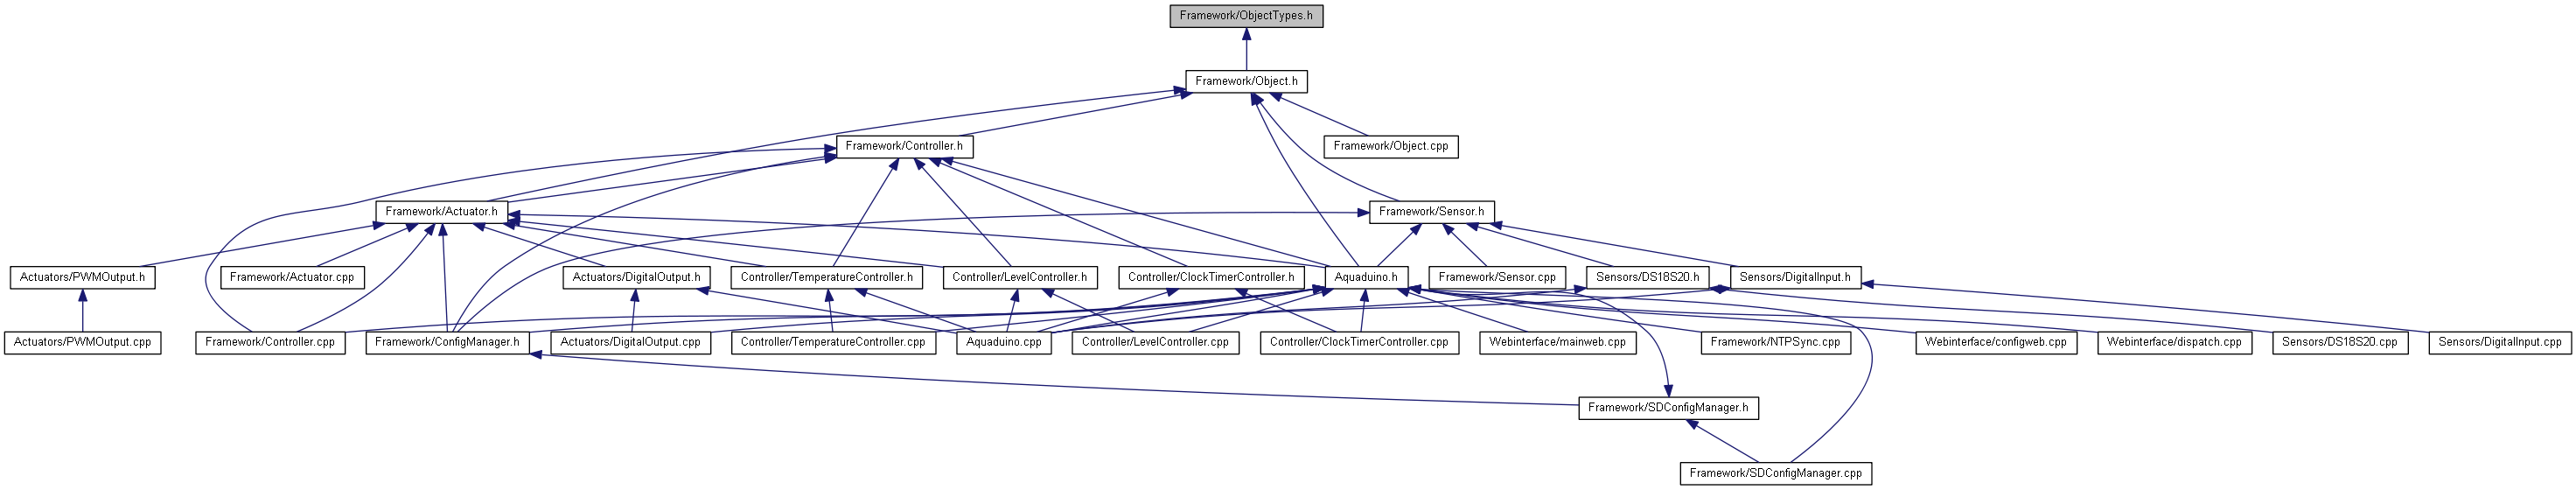 Framework/ObjectTypes.h
Framework/Object.h
Framework/Controller.h
Framework/Object.cpp
Framework/Actuator.h
Framework/Sensor.h
Actuators/PWMOutput.h
Framework/Actuator.cpp
Actuators/DigitalOutput.h
Controller/TemperatureController.h
Controller/LevelController.h
Controller/ClockTimerController.h
Aquaduino.h
Framework/Sensor.cpp
Sensors/DS18S20.h
Sensors/DigitalInput.h
Actuators/PWMOutput.cpp
Framework/Controller.cpp
Framework/ConfigManager.h
Actuators/DigitalOutput.cpp
Controller/TemperatureController.cpp
Aquaduino.cpp
Controller/LevelController.cpp
Controller/ClockTimerController.cpp
Webinterface/mainweb.cpp
Framework/NTPSync.cpp
Webinterface/configweb.cpp
Webinterface/dispatch.cpp
Sensors/DS18S20.cpp
Sensors/DigitalInput.cpp
Framework/SDConfigManager.h
Framework/SDConfigManager.cpp